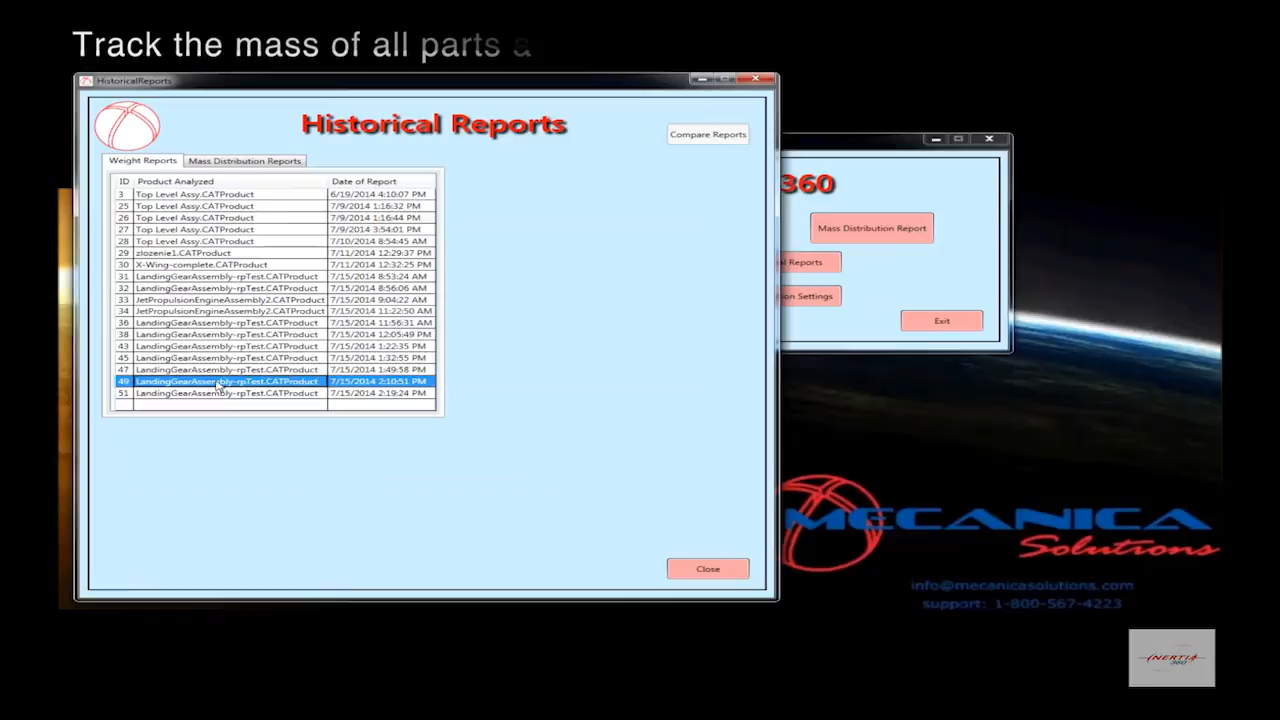 Track the mass of all parts a
HistoricalReports
Historical Reports
Compare Reports
360
Weight Reports
Mass Distribution Reports
ID Product Analyzed Date of Report
3 Top Level Assy.CATProduct 6/19/2014 4:10:07 PM
25 Top Level Assy.CATProduct 7/9/2014 1:16:32 PM
26 Top Level Assy.CATProduct 7/9/2014 1:16:44 PM
27 Top Level Assy.CATProduct 7/9/2014 3:54:01 PM
28 Top Level Assy.CATProduct 7/10/2014 8:54:45 AM
29 zlozenie1.CATProduct 7/11/2014 12:29:37 PM
30 X-Wing-complete.CATProduct 7/11/2014 12:32:25 PM
31 LandingGearAssembly-rpTest.CATProduct 7/15/2014 8:53:24 AM
32 LandingGearAssembly-rpTest.CATProduct 7/15/2014 8:56:06 AM
33 JetPropulsionEngineAssembly2.CATProduct 7/15/2014 9:04:22 AM
34 JetPropulsionEngineAssembly2.CATProduct 7/15/2014 11:22:50 AM
36 LandingGearAssembly-rpTest.CATProduct 7/15/2014 11:56:31 AM
38 LandingGearAssembly-rpTest.CATProduct 7/15/2014 12:05:49 PM
43 LandingGearAssembly-rpTest.CATProduct 7/15/2014 1:22:35 PM
45 LandingGearAssembly-rpTest.CATProduct 7/15/2014 1:32:55 PM
47 LandingGearAssembly-rpTest.CATProduct 7/15/2014 1:49:58 PM
49 LandingGearAssembly-rpTest.CATProduct 7/15/2014 2:10:51 PM
51 LandingGearAssembly-rpTest.CATProduct 7/15/2014 2:19:24 PM
Mass Distribution Report
al Reports
on Settings
Exit
Close
MECANICA
Solutions
info@mecanicasolutions.com
support: 1-800-567-4223
INERTIA
360